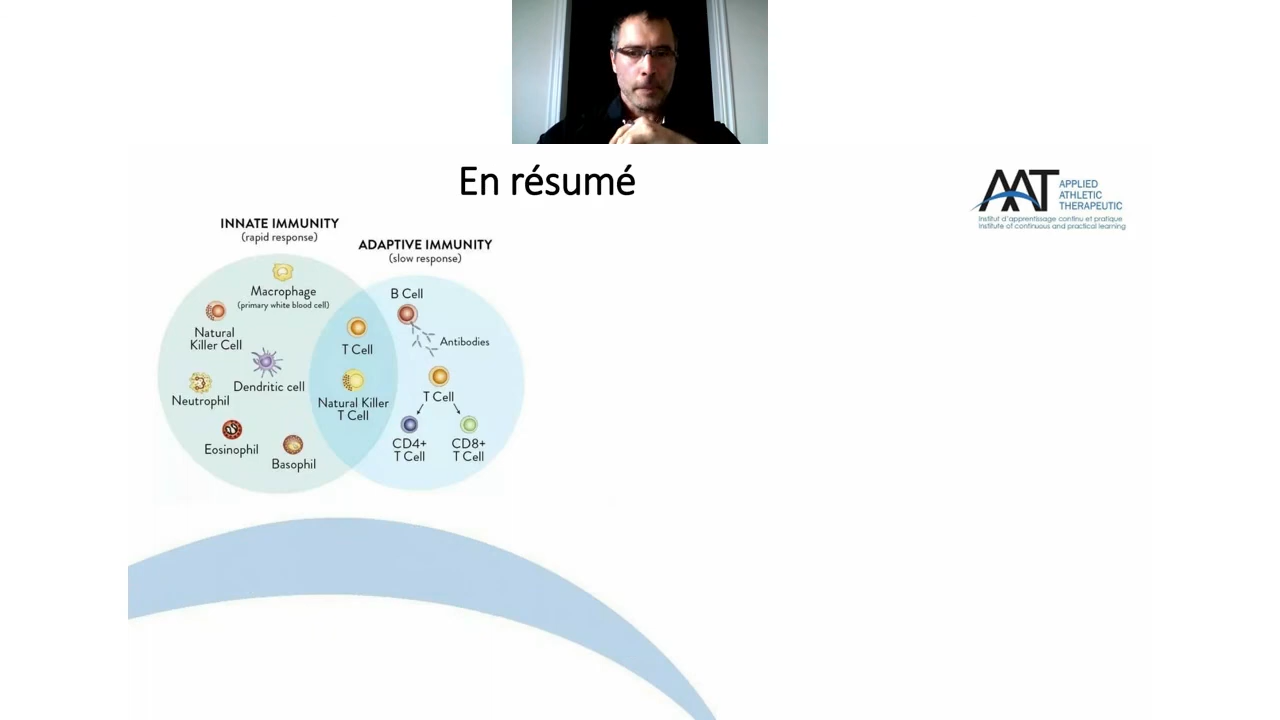 En résumé
AAT
APPLIED
ATHLETIC
THERAPEUTIC
Institut d'apprentissage continu et pratique
Institute of continuous and practical learning
INNATE IMMUNITY
(rapid response)
ADAPTIVE IMMUNITY
(slow response)
Macrophage
(primary white blood cell)
Natural
Killer Cell
Dendritic cell
Neutrophil
Eosinophil
Basophil
T Cell
Natural Killer
T Cell
B Cell
Antibodies
T Cell
CD4+
T Cell
CD8+
T Cell